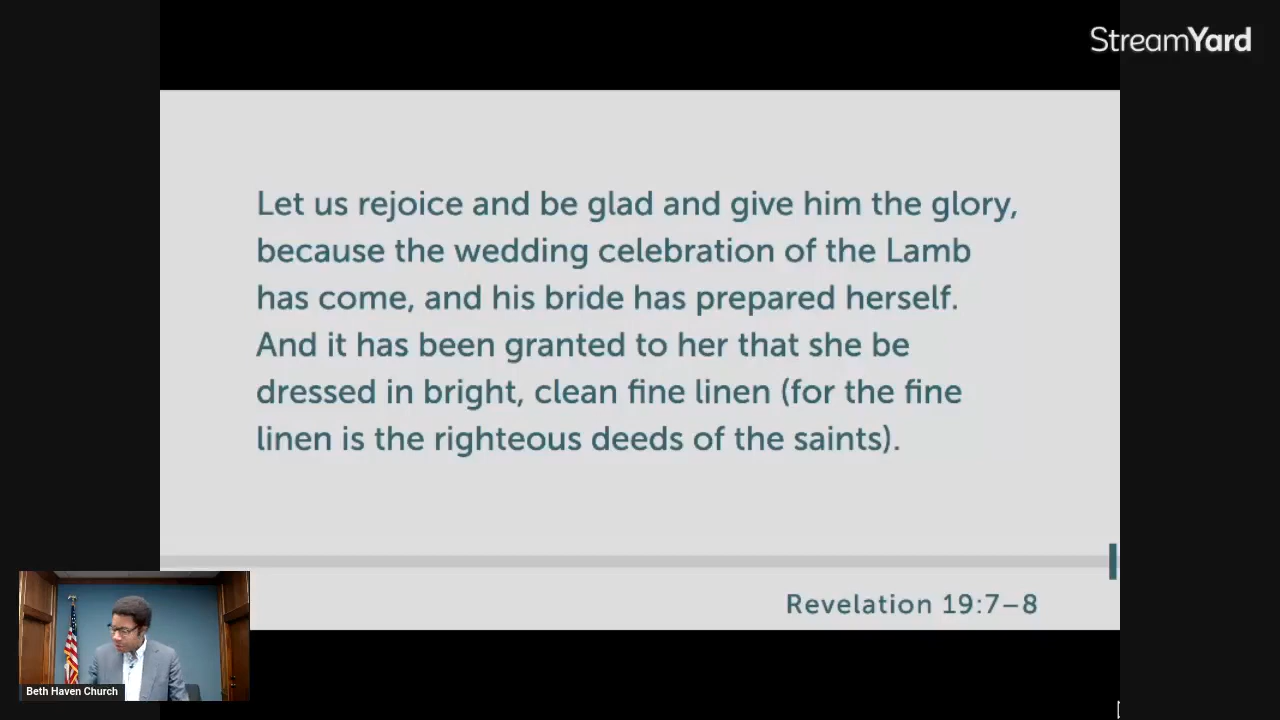 StreamYard
Let us rejoice and be glad and give him the glory,
because the wedding celebration of the Lamb
has come, and his bride has prepared herself.
And it has been granted to her that she be
dressed in bright, clean fine linen (for the fine
linen is the righteous deeds of the saints).
Revelation 19:7–8
Beth Haven Church